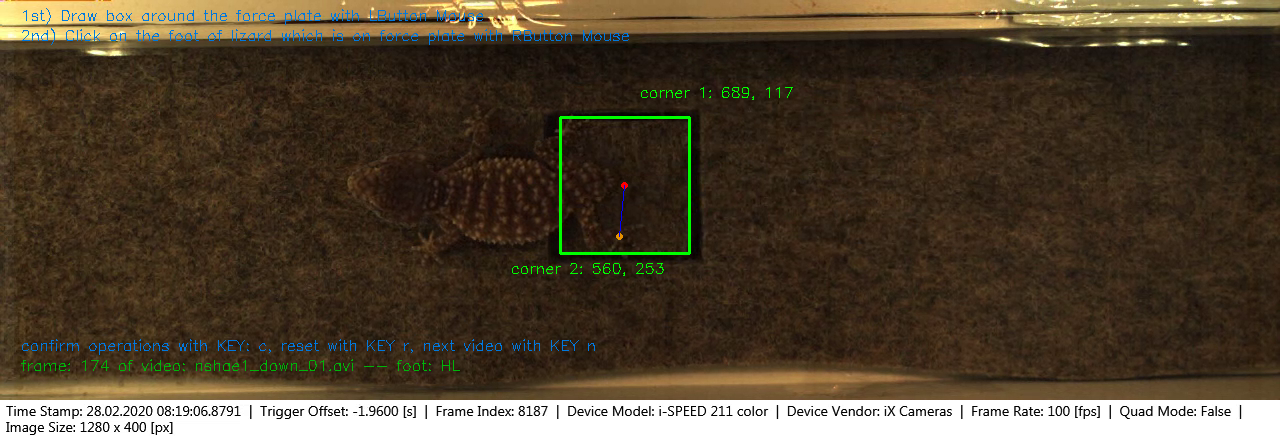 1st) Draw box around the force plate with LButton Mouse
2nd) Click on the foot of lizard which is on force plate with RButton Mouse
corner 1: 689, 117
corner 2: 560, 253
confirm operations with KEY: c, reset with KEY r, next video with KEY n
frame: 174 of video: nshae1_down_01.avi -- foot: HL
Time Stamp: 28.02.2020 08:19:06.8791 | Trigger Offset: -1.9600 [s] | Frame Index: 8187 | Device Model: i-SPEED 211 color | Device Vendor: iX Cameras | Frame Rate: 100 [fps] | Quad Mode: False |
Image Size: 1280 x 400 [px]